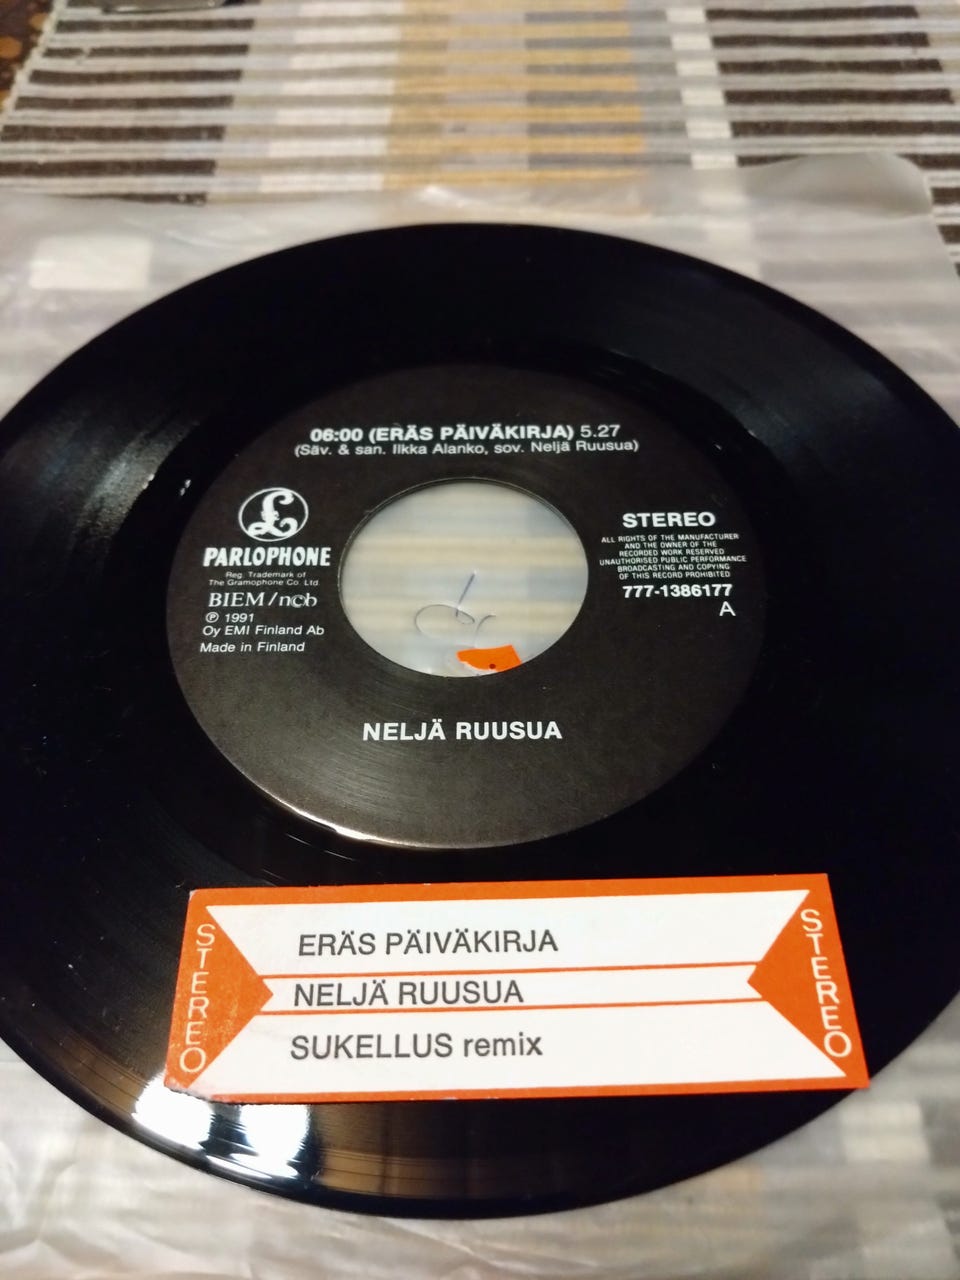 06:00 (ERÄS PÄIVÄKIRJA) 5.27
(Säv. & san. Ilkka Alanko, sov. Neljä Ruusua)
£
PARLOPHONE
Reg. Trademark of
The Gramophone Co. Ltd.
BIEM/ncb
℗ 1991
Oy EMI Finland Ab
Made in Finland
STEREO
ALL RIGHTS OF THE MANUFACTURER
AND THE OWNER OF THE
RECORDED WORK RESERVED
UNAUTHORISED PUBLIC PERFORMANCE
BROADCASTING AND COPYING
OF THIS RECORD PROHIBITED
777-1386177
A
NELJÄ RUUSUA
STEREO
ERÄS PÄIVÄKIRJA
NELJÄ RUUSUA
SUKELLUS remix
STEREO